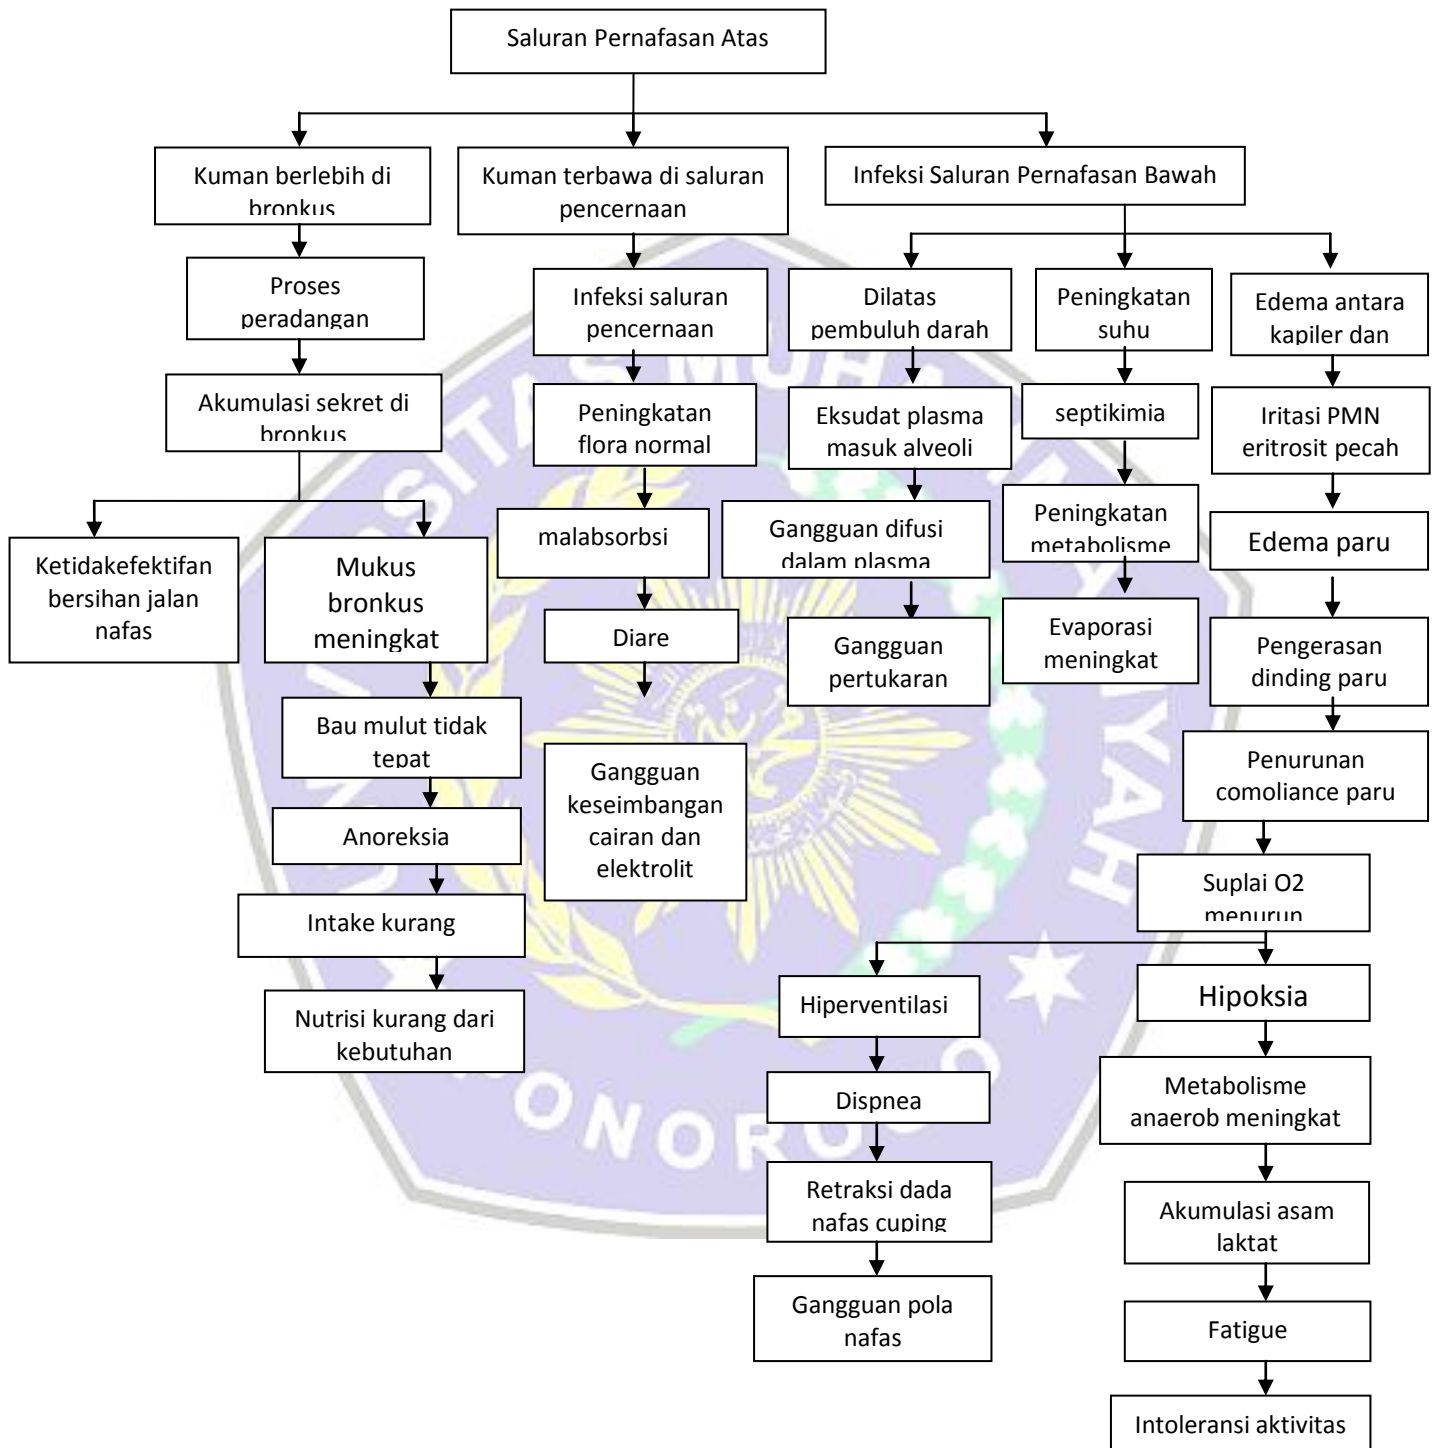 Saluran Pernafasan Atas
Kuman berlebih di
bronkus
Kuman terbawa di saluran
pencernaan
Infeksi Saluran Pernafasan Bawah
Proses
peradangan
Infeksi saluran
pencernaan
Dilatas
pembuluh darah
Peningkatan
suhu
Edema antara
kapiler dan
Akumulasi sekret di
bronkus
Peningkatan
flora normal
Eksudat plasma
masuk alveoli
septikimia
Iritasi PMN
eritrosit pecah
Ketidakefektifan
bersihan jalan
nafas
Mukus
bronkus
meningkat
malabsorbsi
Gangguan difusi
dalam plasma
Peningkatan
metabolisme
Edema paru
Diare
Gangguan
pertukaran
Evaporasi
meningkat
Pengerasan
dinding paru
Bau mulut tidak
tepat
Gangguan
keseimbangan
cairan dan
elektrolit
Penurunan
comoliance paru
Anoreksia
Suplai O2
menurun
Intake kurang
Hiperventilasi
Hipoksia
Nutrisi kurang dari
kebutuhan
Dispnea
Metabolisme
anaerob meningkat
Retraksi dada
nafas cuping
Akumulasi asam
laktat
Gangguan pola
nafas
Fatigue
Intoleransi aktivitas
MUHAMMADIYAH
PONOROGO